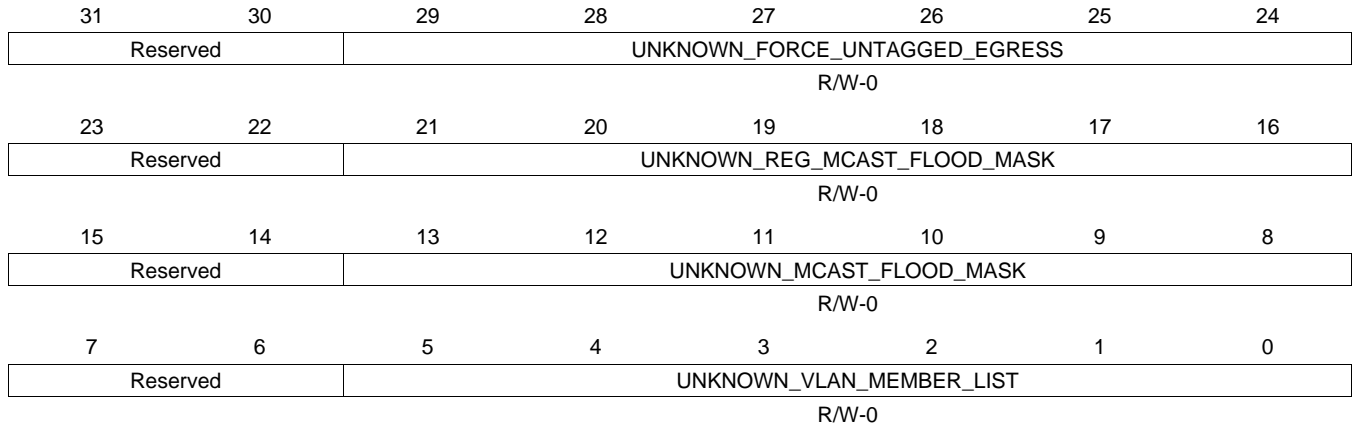 31 30 29 28 27 26 25 24
Reserved UNKNOWN_FORCE_UNTAGGED_EGRESS
R/W-0
23 22 21 20 19 18 17 16
Reserved UNKNOWN_REG_MCAST_FLOOD_MASK
R/W-0
15 14 13 12 11 10 9 8
Reserved UNKNOWN_MCAST_FLOOD_MASK
R/W-0
7 6 5 4 3 2 1 0
Reserved UNKNOWN_VLAN_MEMBER_LIST
R/W-0